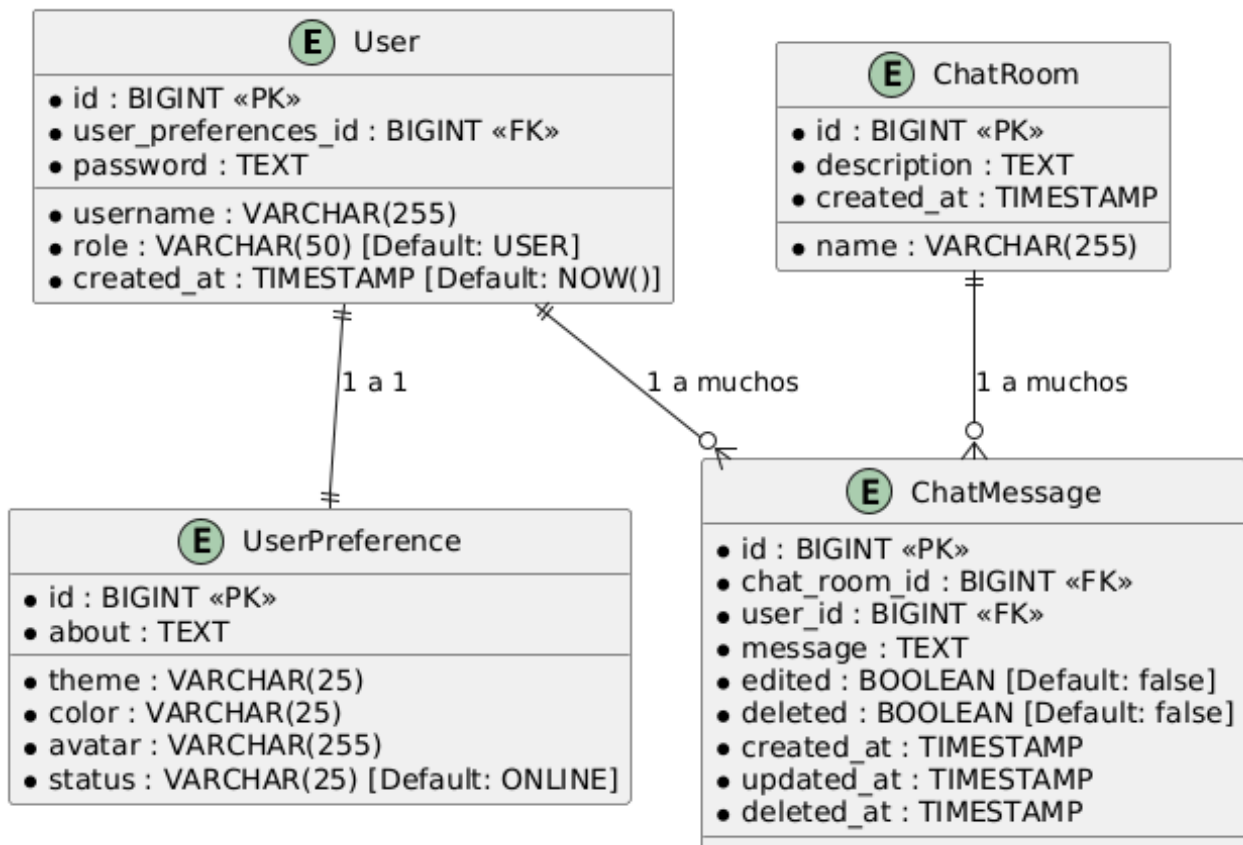 E User
id : BIGINT «PK»
user_preferences_id : BIGINT «FK»
password : TEXT
username : VARCHAR(255)
role : VARCHAR(50) [Default: USER]
created_at : TIMESTAMP [Default: NOW()]
E ChatRoom
id : BIGINT «PK»
description : TEXT
created_at : TIMESTAMP
name : VARCHAR(255)
1 a 1
1 a muchos
1 a muchos
E UserPreference
id : BIGINT «PK»
about : TEXT
theme : VARCHAR(25)
color : VARCHAR(25)
avatar : VARCHAR(255)
status : VARCHAR(25) [Default: ONLINE]
E ChatMessage
id : BIGINT «PK»
chat_room_id : BIGINT «FK»
user_id : BIGINT «FK»
message : TEXT
edited : BOOLEAN [Default: false]
deleted : BOOLEAN [Default: false]
created_at : TIMESTAMP
updated_at : TIMESTAMP
deleted_at : TIMESTAMP